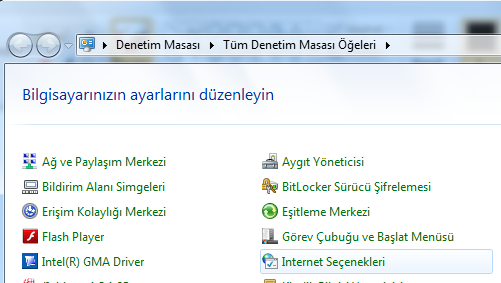 Denetim Masası Tüm Denetim Masası Öğeleri
Bilgisayarınızın ayarlarını düzenleyin
Ağ ve Paylaşım Merkezi
Aygıt Yöneticisi
Bildirim Alanı Simgeleri
BitLocker Sürücü Şifrelemesi
Erişim Kolaylığı Merkezi
Eşitleme Merkezi
Flash Player
Görev Çubuğu ve Başlat Menüsü
Intel(R) GMA Driver
Internet Seçenekleri